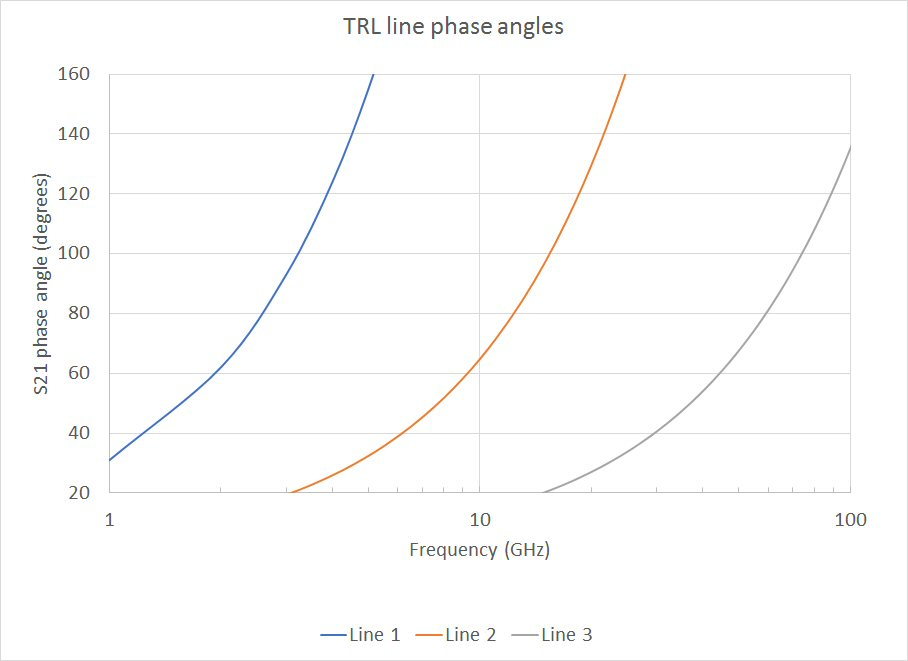 TRL line phase angles
S21 phase angle (degrees)
160
140
120
100
80
60
40
20
1 10 100
Frequency (GHz)
Line 1 Line 2 Line 3